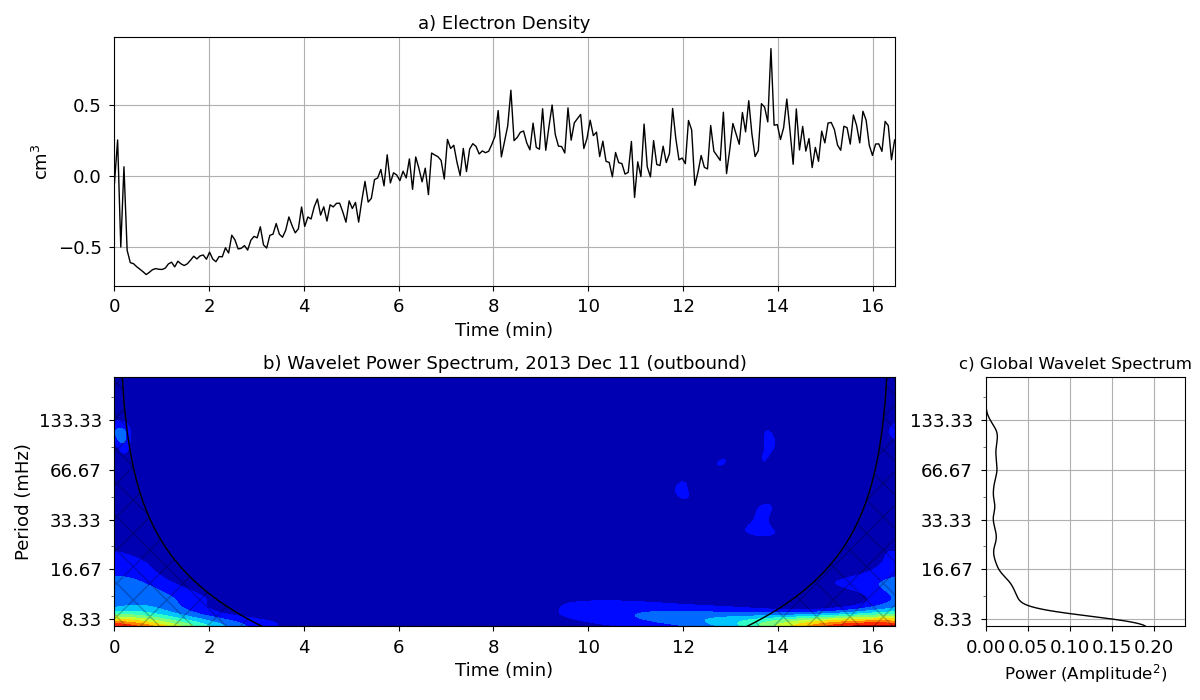 a) Electron Density
cm³
0.5
0.0
−0.5
0 2 4 6 8 10 12 14 16
Time (min)
b) Wavelet Power Spectrum, 2013 Dec 11 (outbound)
Period (mHz)
133.33
66.67
33.33
16.67
8.33
0 2 4 6 8 10 12 14 16
Time (min)
c) Global Wavelet Spectrum
133.33
66.67
33.33
16.67
8.33
0.00 0.05 0.10 0.15 0.20
Power (Amplitude²)